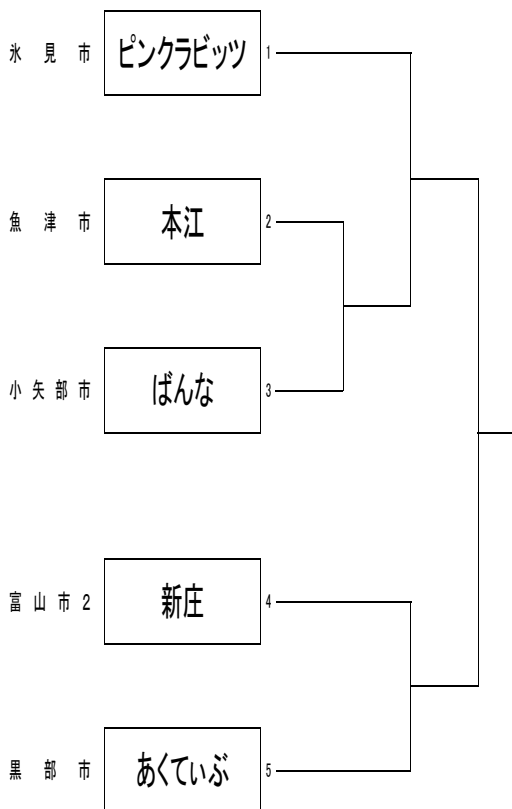 氷見市 ピンクラビッツ 1
魚津市 本江 2
小矢部市 ばんな 3
富山市2 新庄 4
黒部市 あくてぃぶ 5